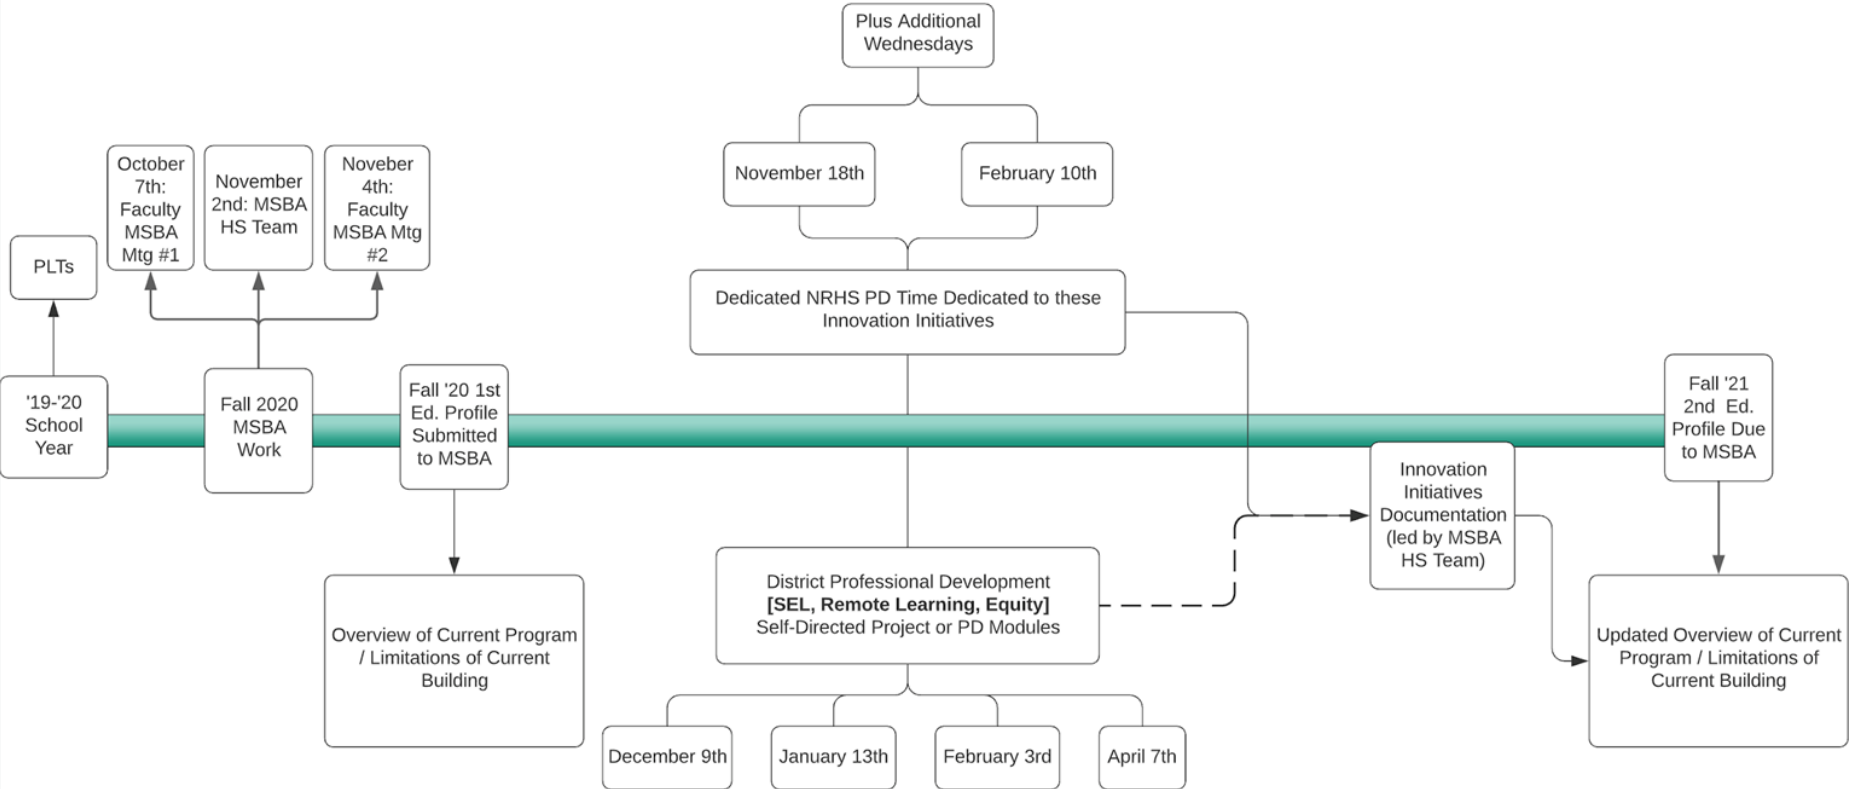 Plus Additional
Wednesdays
November 18th
February 10th
October
7th:
Faculty
MSBA
Mtg #1
November
2nd: MSBA
HS Team
Noveber
4th:
Faculty
MSBA Mtg
#2
PLTs
Dedicated NRHS PD Time Dedicated to these
Innovation Initiatives
'19-'20
School
Year
Fall 2020
MSBA
Work
Fall '20 1st
Ed. Profile
Submitted
to MSBA
Fall '21
2nd Ed.
Profile Due
to MSBA
Innovation
Initiatives
Documentation
(led by MSBA
HS Team)
District Professional Development
[SEL, Remote Learning, Equity]
Self-Directed Project or PD Modules
Overview of Current Program
/ Limitations of Current
Building
Updated Overview of Current
Program / Limitations of
Current Building
December 9th
January 13th
February 3rd
April 7th